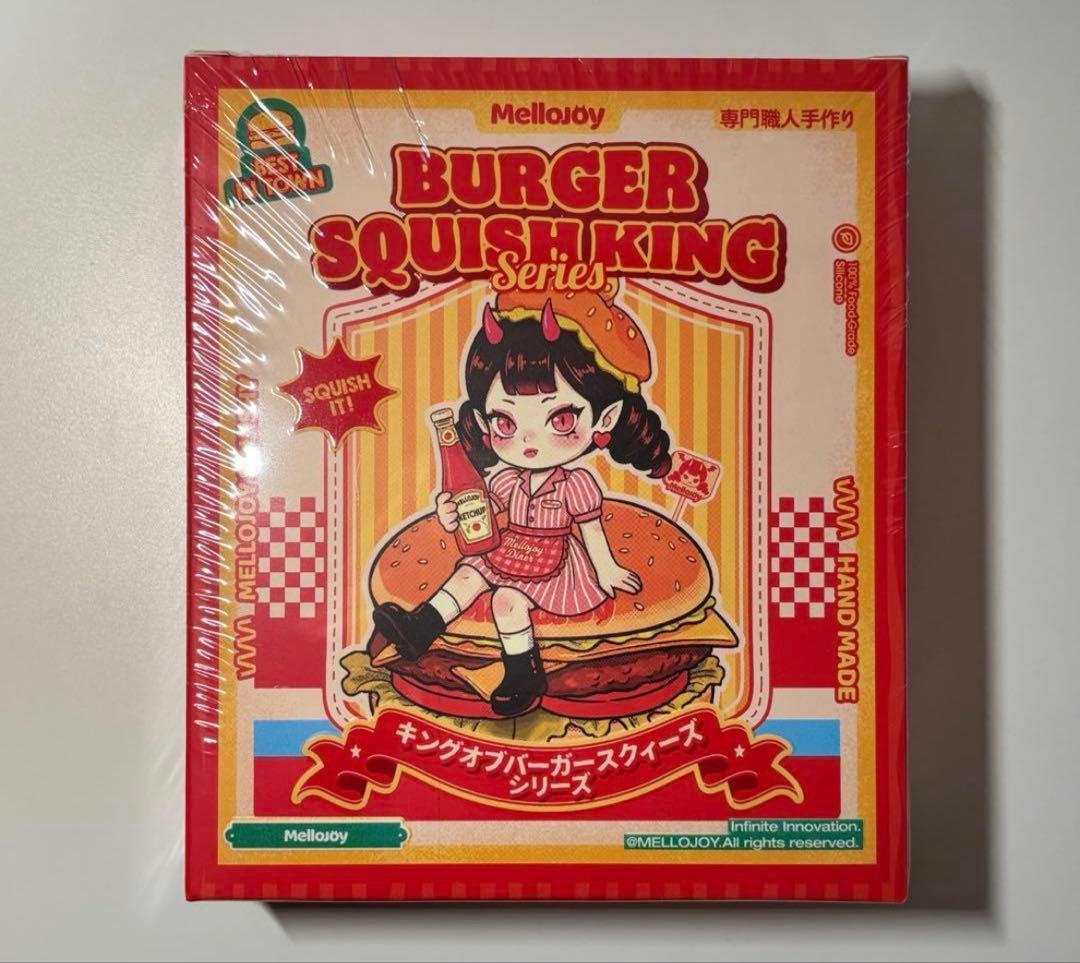 MelloJoy
専門職人手作り
BEST
IN TOWN
BURGER
SQUISH KING
Series
100% Food-Grade
Silicone
SQUISH
IT!
MELLOJOY
KETCHUP
MelloJoy
Mellojoy
Diner
MELLOJOY
HAND MADE
キングオブバーガースクィーズ
シリーズ
MelloJoy
Infinite Innovation.
@MELLOJOY.All rights reserved.